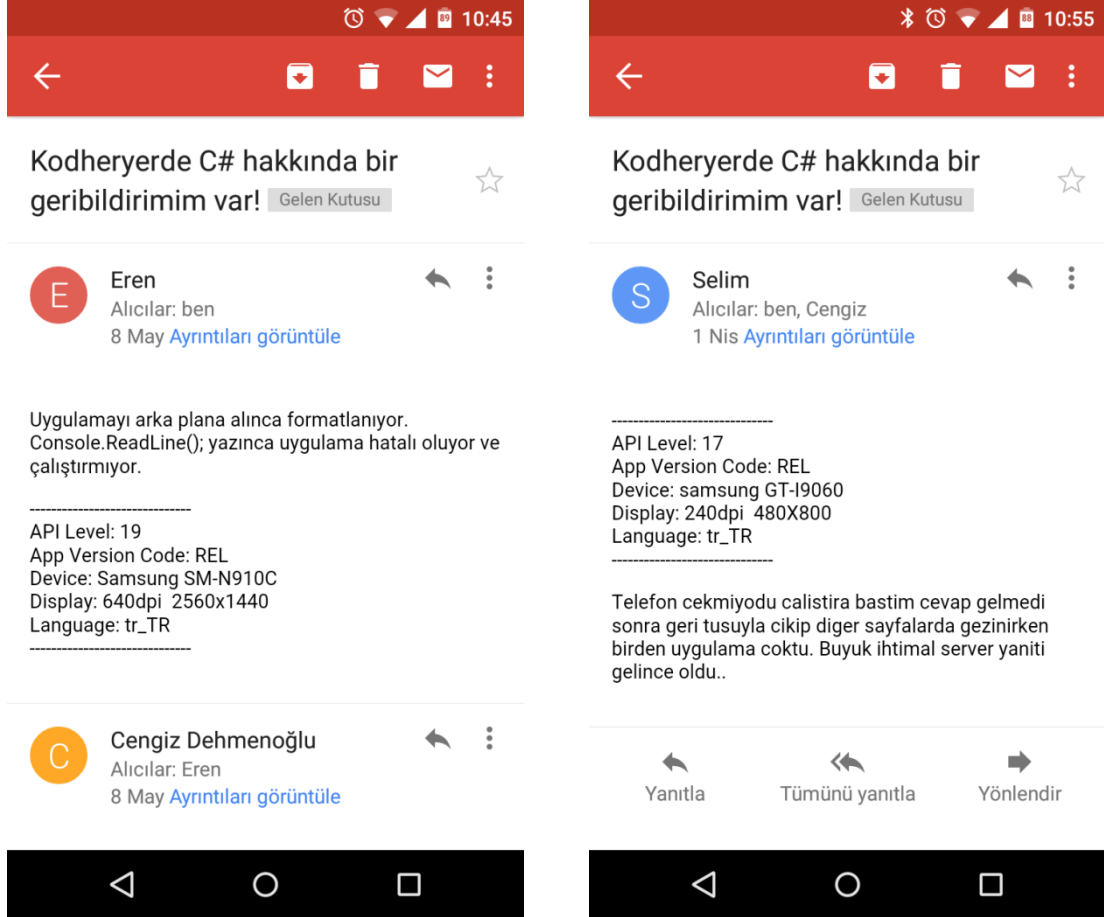 10:45
Kodheryerde C# hakkında bir
geribildirimim var! Gelen Kutusu
E
Eren
Alıcılar: ben
8 May Ayrıntıları görüntüle
Uygulamayı arka plana alınca formatlanıyor.
Console.ReadLine(); yazınca uygulama hatalı oluyor ve
çalıştırmıyor.
------------------------------
API Level: 19
App Version Code: REL
Device: Samsung SM-N910C
Display: 640dpi 2560x1440
Language: tr_TR
------------------------------
C
Cengiz Dehmenoğlu
Alıcılar: Eren
8 May Ayrıntıları görüntüle
10:55
Kodheryerde C# hakkında bir
geribildirimim var! Gelen Kutusu
S
Selim
Alıcılar: ben, Cengiz
1 Nis Ayrıntıları görüntüle
------------------------------
API Level: 17
App Version Code: REL
Device: samsung GT-I9060
Display: 240dpi 480X800
Language: tr_TR
------------------------------
Telefon cekmiyodu calistira bastim cevap gelmedi
sonra geri tusuyla cikip diger sayfalarda gezinirken
birden uygulama coktu. Buyuk ihtimal server yaniti
gelince oldu..
Yanıtla
Tümünü yanıtla
Yönlendir